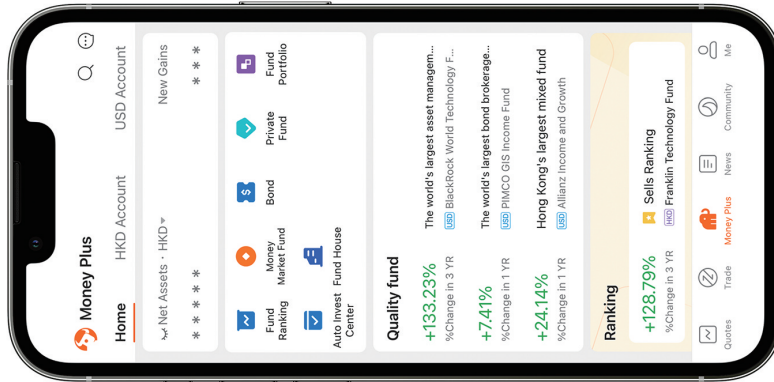 Money Plus
Home
HKD Account
USD Account
Net Assets · HKD
New Gains
* * * * *
* * *
Fund Ranking
Money Market Fund
Bond
Private Fund
Fund Portfolio
Auto Invest Center
Fund House
Quality fund
+133.23%
The world's largest asset managem...
%Change in 3 YR
USD BlackRock World Technology F...
+7.41%
The world's largest bond brokerage...
%Change in 1 YR
USD PIMCO GIS Income Fund
+24.14%
Hong Kong's largest mixed fund
%Change in 1 YR
USD Allianz Income and Growth
Ranking
+128.79%
Sells Ranking
%Change in 3 YR
HKD Franklin Technology Fund
Quotes
Trade
Money Plus
News
Community
Me